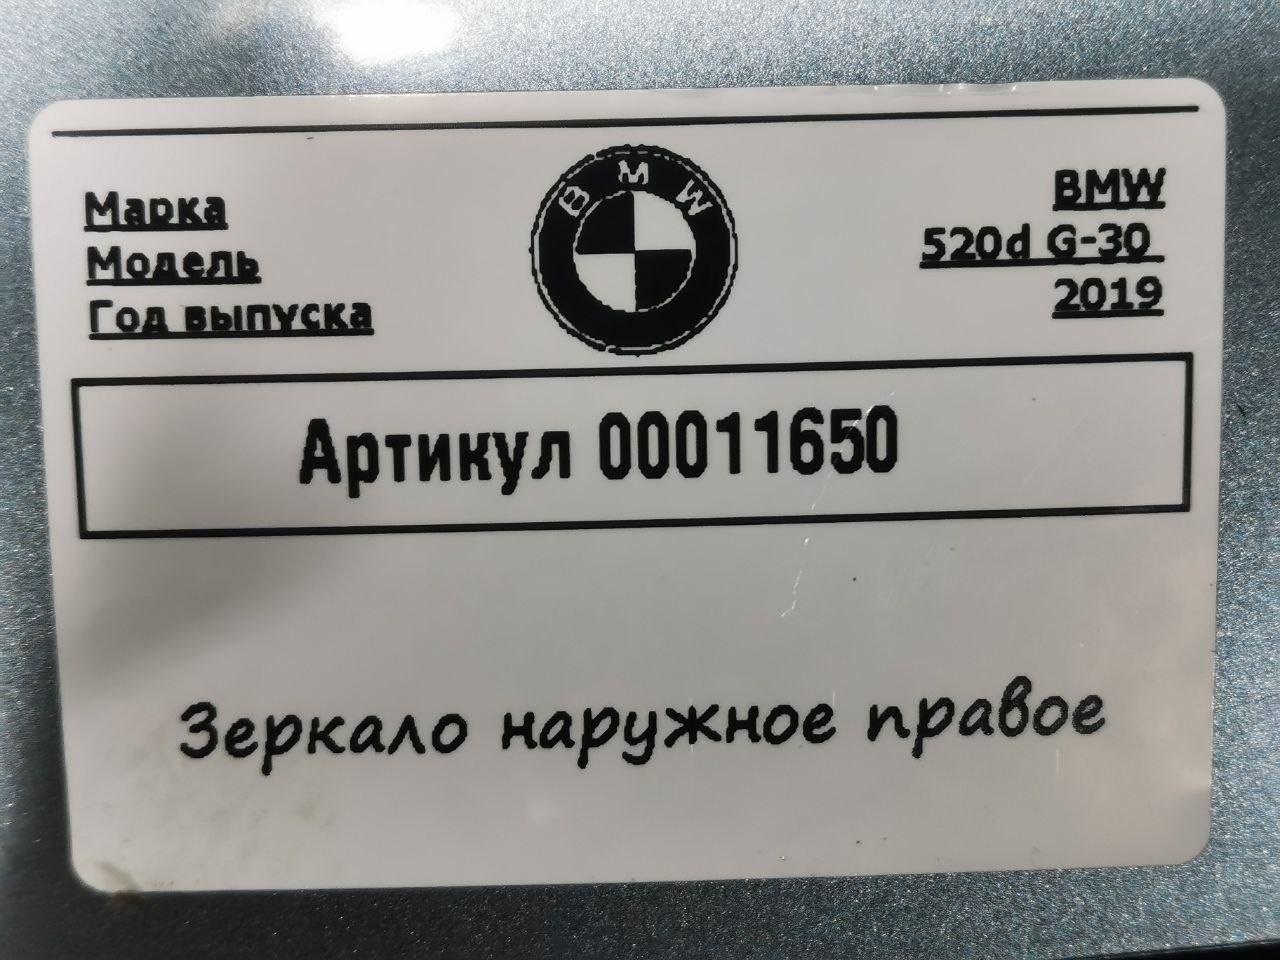 Марка BMW
Модель 520d G-30
Год выпуска 2019
BMW
Артикул 00011650
Зеркало наружное правое